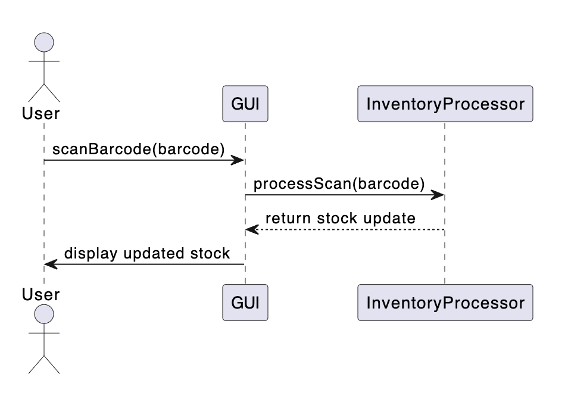 User
GUI
InventoryProcessor
scanBarcode(barcode)
processScan(barcode)
return stock update
display updated stock
User
GUI
InventoryProcessor